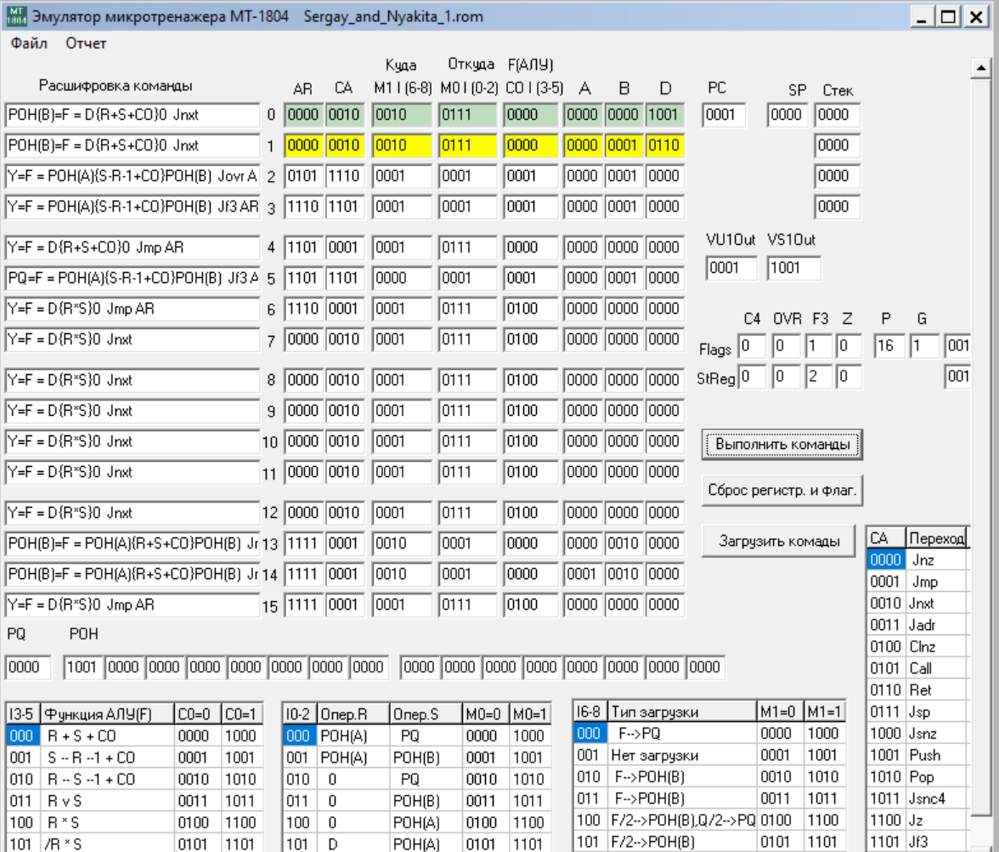 МТ 1804 Эмулятор микротренажера МТ-1804 Sergay_and_Nyakita_1.rom
Файл Отчет
Куда Откуда F(АЛУ)
Расшифровка команды AR CA M1 I (6-8) M0 I (0-2) C0 I (3-5) A B D PC SP Стек
РОН(B)=F = D{R+S+C0}0 Jnxt 0 0000 0010 0010 0111 0000 0000 0000 1001 0001 0000 0000
РОН(B)=F = D{R+S+C0}0 Jnxt 1 0000 0010 0010 0111 0000 0000 0001 0110 0000
Y=F = РОН(A){S-R-1+C0}РОН(B) Jovr A 2 0101 1110 0001 0001 0001 0000 0001 0000 0000
Y=F = РОН(A){S-R-1+C0}РОН(B) Jf3 AR 3 1110 1101 0001 0001 0001 0000 0001 0000 0000
VU1Out VS1Out
Y=F = D{R+S+C0}0 Jmp AR 4 1101 0001 0001 0111 0000 0000 0000 0000 0001 1001
PQ=F = РОН(A){S-R-1+C0}РОН(B) Jf3 A 5 1101 1101 0000 0001 0001 0000 0001 0000
Y=F = D{R*S}0 Jmp AR 6 1110 0001 0001 0111 0100 0000 0000 0000
C4 OVR F3 Z P G
Y=F = D{R*S}0 Jnxt 7 0000 0010 0001 0111 0100 0000 0000 0000 Flags 0 0 1 0 16 1 001
Y=F = D{R*S}0 Jnxt 8 0000 0010 0001 0111 0100 0000 0000 0000 StReg 0 0 2 0 001
Y=F = D{R*S}0 Jnxt 9 0000 0010 0001 0111 0100 0000 0000 0000
Y=F = D{R*S}0 Jnxt 10 0000 0010 0001 0111 0100 0000 0000 0000 Выполнить команды
Y=F = D{R*S}0 Jnxt 11 0000 0010 0001 0111 0100 0000 0000 0000
Сброс регистр. и флаг.
Y=F = D{R*S}0 Jnxt 12 0000 0010 0001 0111 0100 0000 0000 0000
РОН(B)=F = РОН(A){R+S+C0}РОН(B) Jr 13 1111 0001 0010 0001 0000 0000 0010 0000 Загрузить комады CA Переход
РОН(B)=F = РОН(A){R+S+C0}РОН(B) Jr 14 1111 0001 0010 0001 0000 0001 0010 0000 0000 Jnz
Y=F = D{R*S}0 Jmp AR 15 1111 0001 0001 0111 0100 0000 0000 0000 0001 Jmp
0010 Jnxt
PQ РОН 0011 Jadr
0100 Clnz
0000 1001 0000 0000 0000 0000 0000 0000 0000 0000 0000 0000 0000 0000 0000 0000 0000 0101 Call
0110 Ret
I3-5 Функция АЛУ(F) C0=0 C0=1 I0-2 Опер.R Опер.S M0=0 M0=1 I6-8 Тип загрузки M1=0 M1=1 0111 Jsp
000 R + S + C0 0000 1000 000 РОН(A) PQ 0000 1000 000 F-->PQ 0000 1000 1000 Jsnz
001 S -- R --1 + C0 0001 1001 001 РОН(A) РОН(B) 0001 1001 001 Нет загрузки 0001 1001 1001 Push
010 R -- S --1 + C0 0010 1010 010 0 PQ 0010 1010 010 F-->РОН(B) 0010 1010 1010 Pop
011 R v S 0011 1011 011 0 РОН(B) 0011 1011 011 F-->РОН(B) 0011 1011 1011 Jsnc4
100 R * S 0100 1100 100 0 РОН(A) 0100 1100 100 F/2-->РОН(B),Q/2-->PQ 0100 1100 1100 Jz
101 /R * S 0101 1101 101 D РОН(A) 0101 1101 101 F/2-->РОН(B) 0101 1101 1101 Jf3